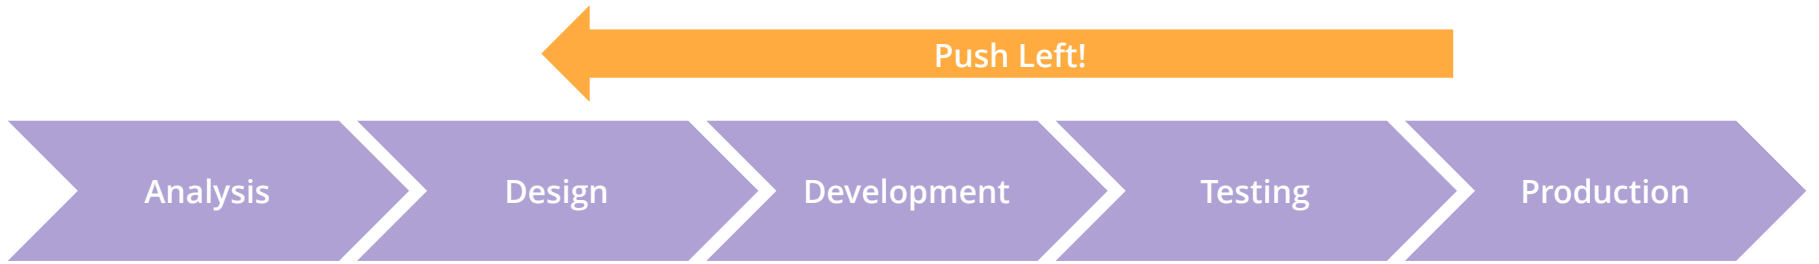 Push Left!
Analysis
Design
Development
Testing
Production